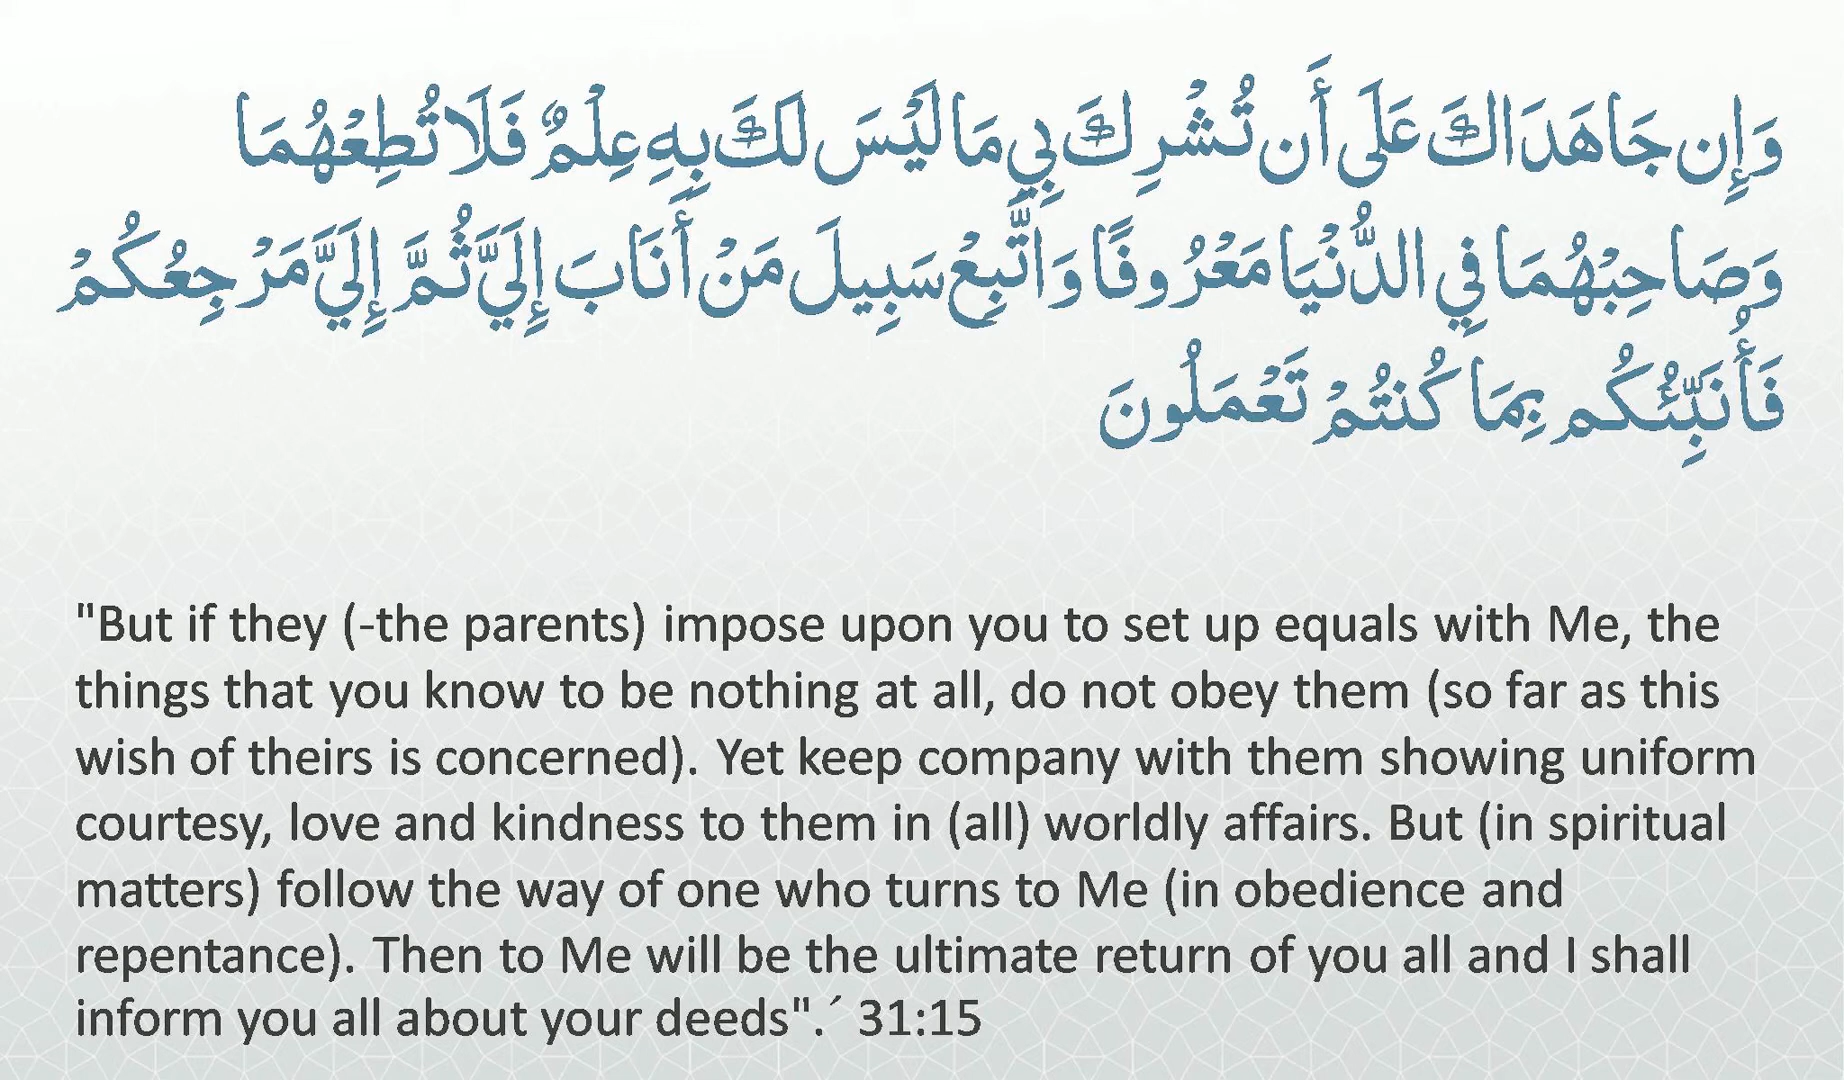 وَإِن جَاهَدَاكَ عَلَى أَن تُشْرِكَ بِي مَا لَيْسَ لَكَ بِهِ عِلْمٌ فَلَا تُطِعْهُمَا
وَصَاحِبْهُمَا فِي الدُّنْيَا مَعْرُوفًا وَاتَّبِعْ سَبِيلَ مَنْ أَنَابَ إِلَيَّ ثُمَّ إِلَيَّ مَرْجِعُكُمْ
فَأُنَبِّئُكُم بِمَا كُنتُمْ تَعْمَلُونَ
"But if they (-the parents) impose upon you to set up equals with Me, the
things that you know to be nothing at all, do not obey them (so far as this
wish of theirs is concerned). Yet keep company with them showing uniform
courtesy, love and kindness to them in (all) worldly affairs. But (in spiritual
matters) follow the way of one who turns to Me (in obedience and
repentance). Then to Me will be the ultimate return of you all and I shall
inform you all about your deeds".´ 31:15